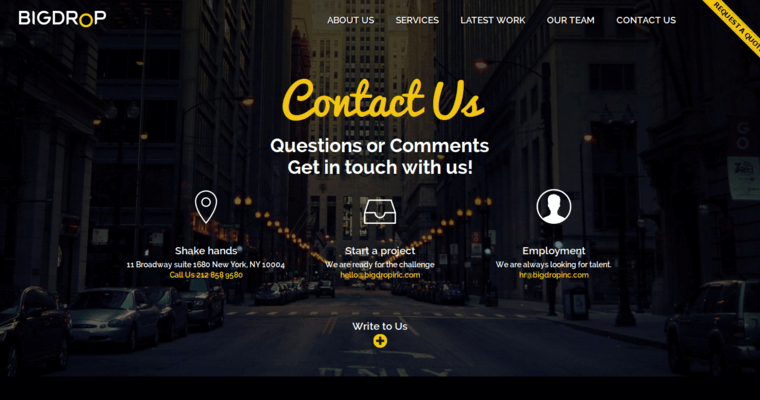 BIGDROP
ABOUT US SERVICES LATEST WORK OUR TEAM CONTACT US
REQUEST A QUOTE
Contact Us
Questions or Comments
Get in touch with us!
Shake hands
11 Broadway suite 1680 New York, NY 10004
Call Us 212 858 9580
Start a project
We are ready for the challenge
hello@bigdropinc.com
Employment
We are always looking for talent.
hr@bigdropinc.com
Write to Us
GO
ONLY